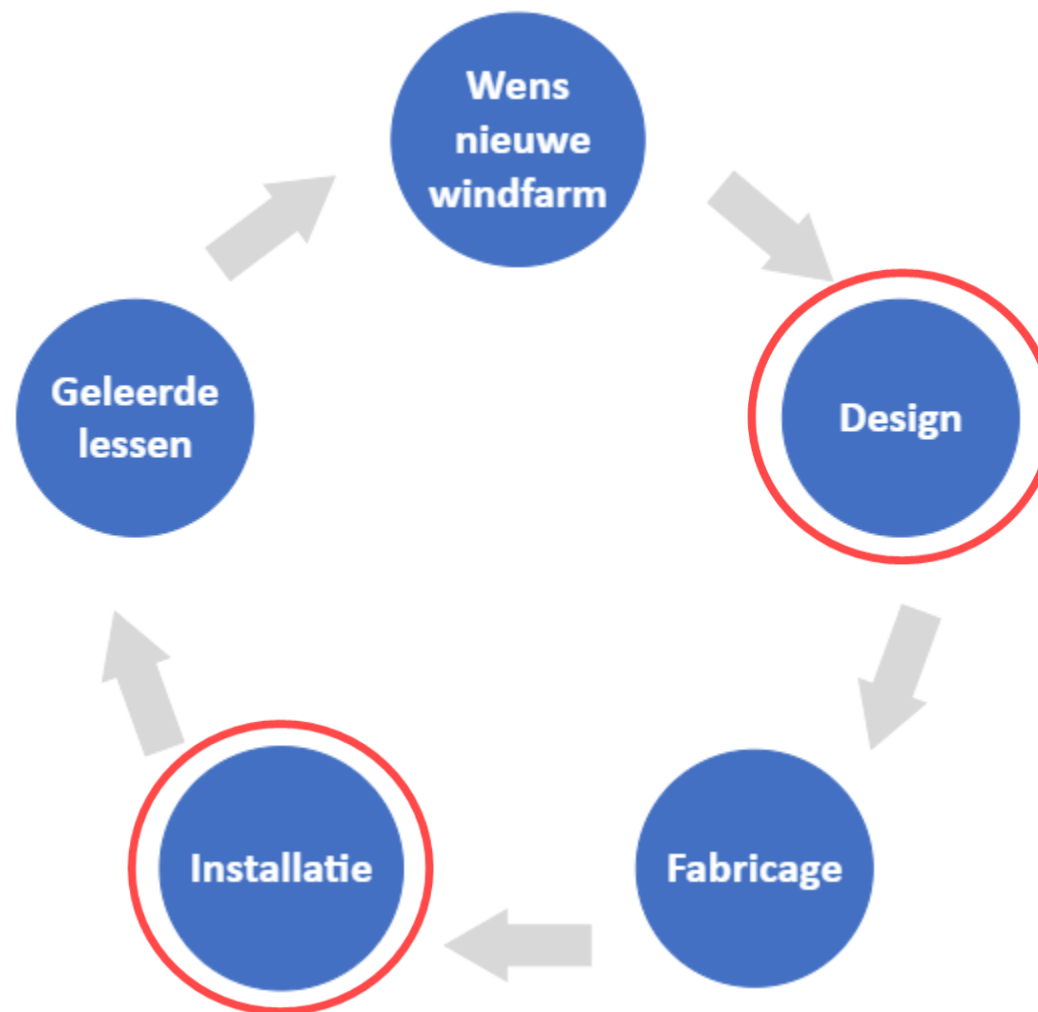 Wens
nieuwe
windfarm
Design
Fabricage
Installatie
Geleerde
lessen